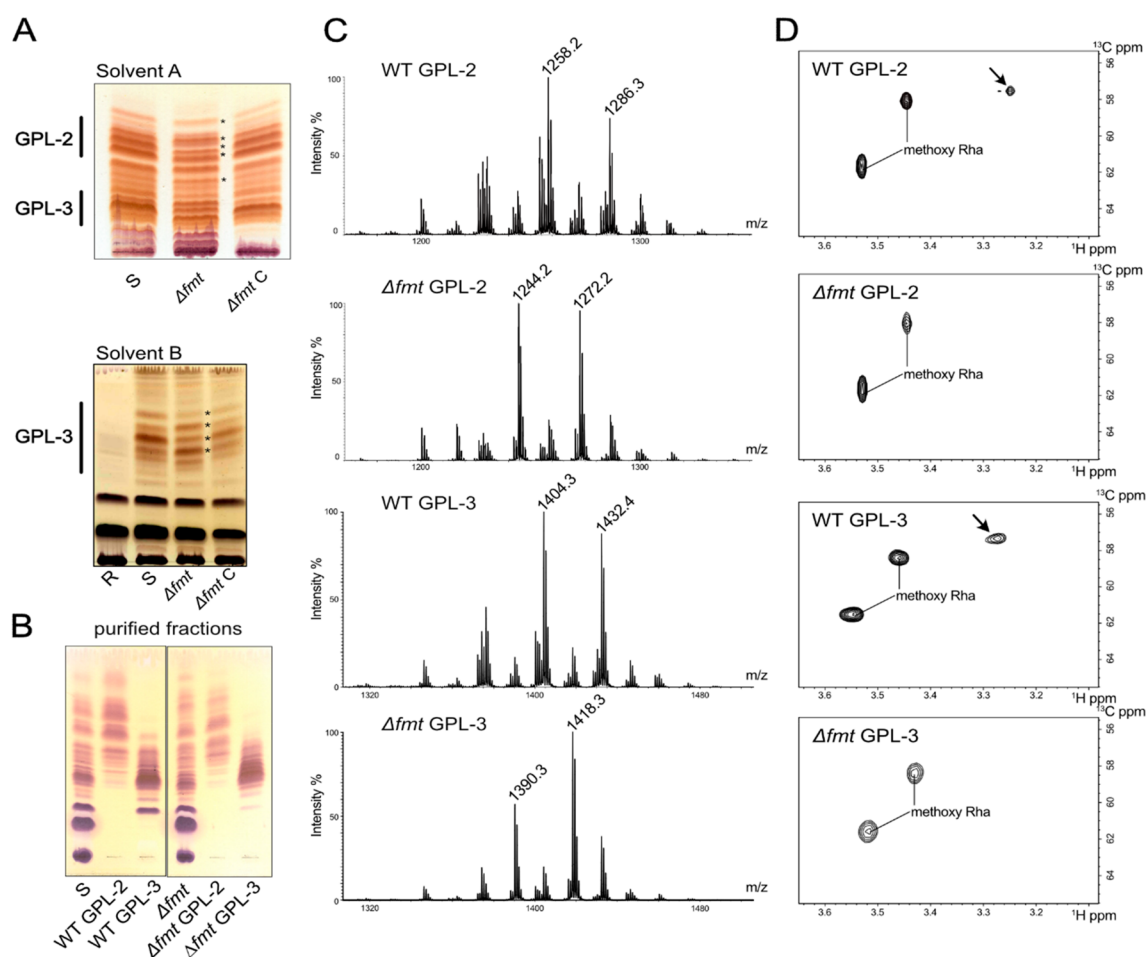 A
Solvent A
GPL-2
GPL-3
* * * * *
S Δfmt Δfmt C
Solvent B
GPL-3
* * * *
R S Δfmt Δfmt C
B
purified fractions
S WT GPL-2 WT GPL-3 Δfmt Δfmt GPL-2 Δfmt GPL-3
C
WT GPL-2
1258.2
1286.3
100
50
0
Intensity %
m/z
1200 1300
Δfmt GPL-2
1244.2
1272.2
100
50
0
Intensity %
m/z
1200 1300
WT GPL-3
1404.3
1432.4
100
50
0
Intensity %
m/z
1320 1400 1480
Δfmt GPL-3
1390.3
1418.3
100
50
0
Intensity %
m/z
1320 1400 1480
D
WT GPL-2
methoxy Rha
13C ppm
56
58
60
62
64
3.6 3.5 3.4 3.3 3.2
1H ppm
Δfmt GPL-2
methoxy Rha
13C ppm
56
58
60
62
64
3.6 3.5 3.4 3.3 3.2
1H ppm
WT GPL-3
methoxy Rha
13C ppm
56
58
60
62
64
3.6 3.5 3.4 3.3 3.2
1H ppm
Δfmt GPL-3
methoxy Rha
13C ppm
56
58
60
62
64
3.6 3.5 3.4 3.3 3.2
1H ppm